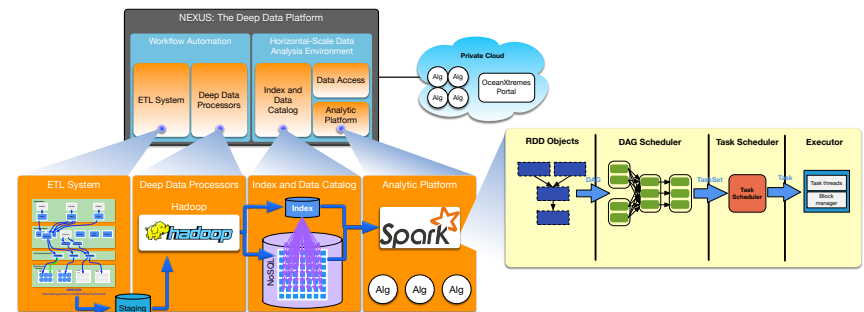 NEXUS: The Deep Data Platform
Workflow Automation
Horizontal-Scale Data
Analysis Environment
ETL System
Deep Data
Processors
Index and
Data
Catalog
Data Access
Analytic
Platform
Private Cloud
Alg
Alg
Alg
Alg
OceanXtremes
Portal
ETL System
Deep Data Processors
Index and Data Catalog
Analytic Platform
Hadoop
hadoop
Index
NoSQL
Spark
Alg
Alg
Alg
Staging
RDD Objects
DAG Scheduler
Task Scheduler
Executor
DAG
TaskSet
Task
Scheduler
Task
Task threads
Block
manager